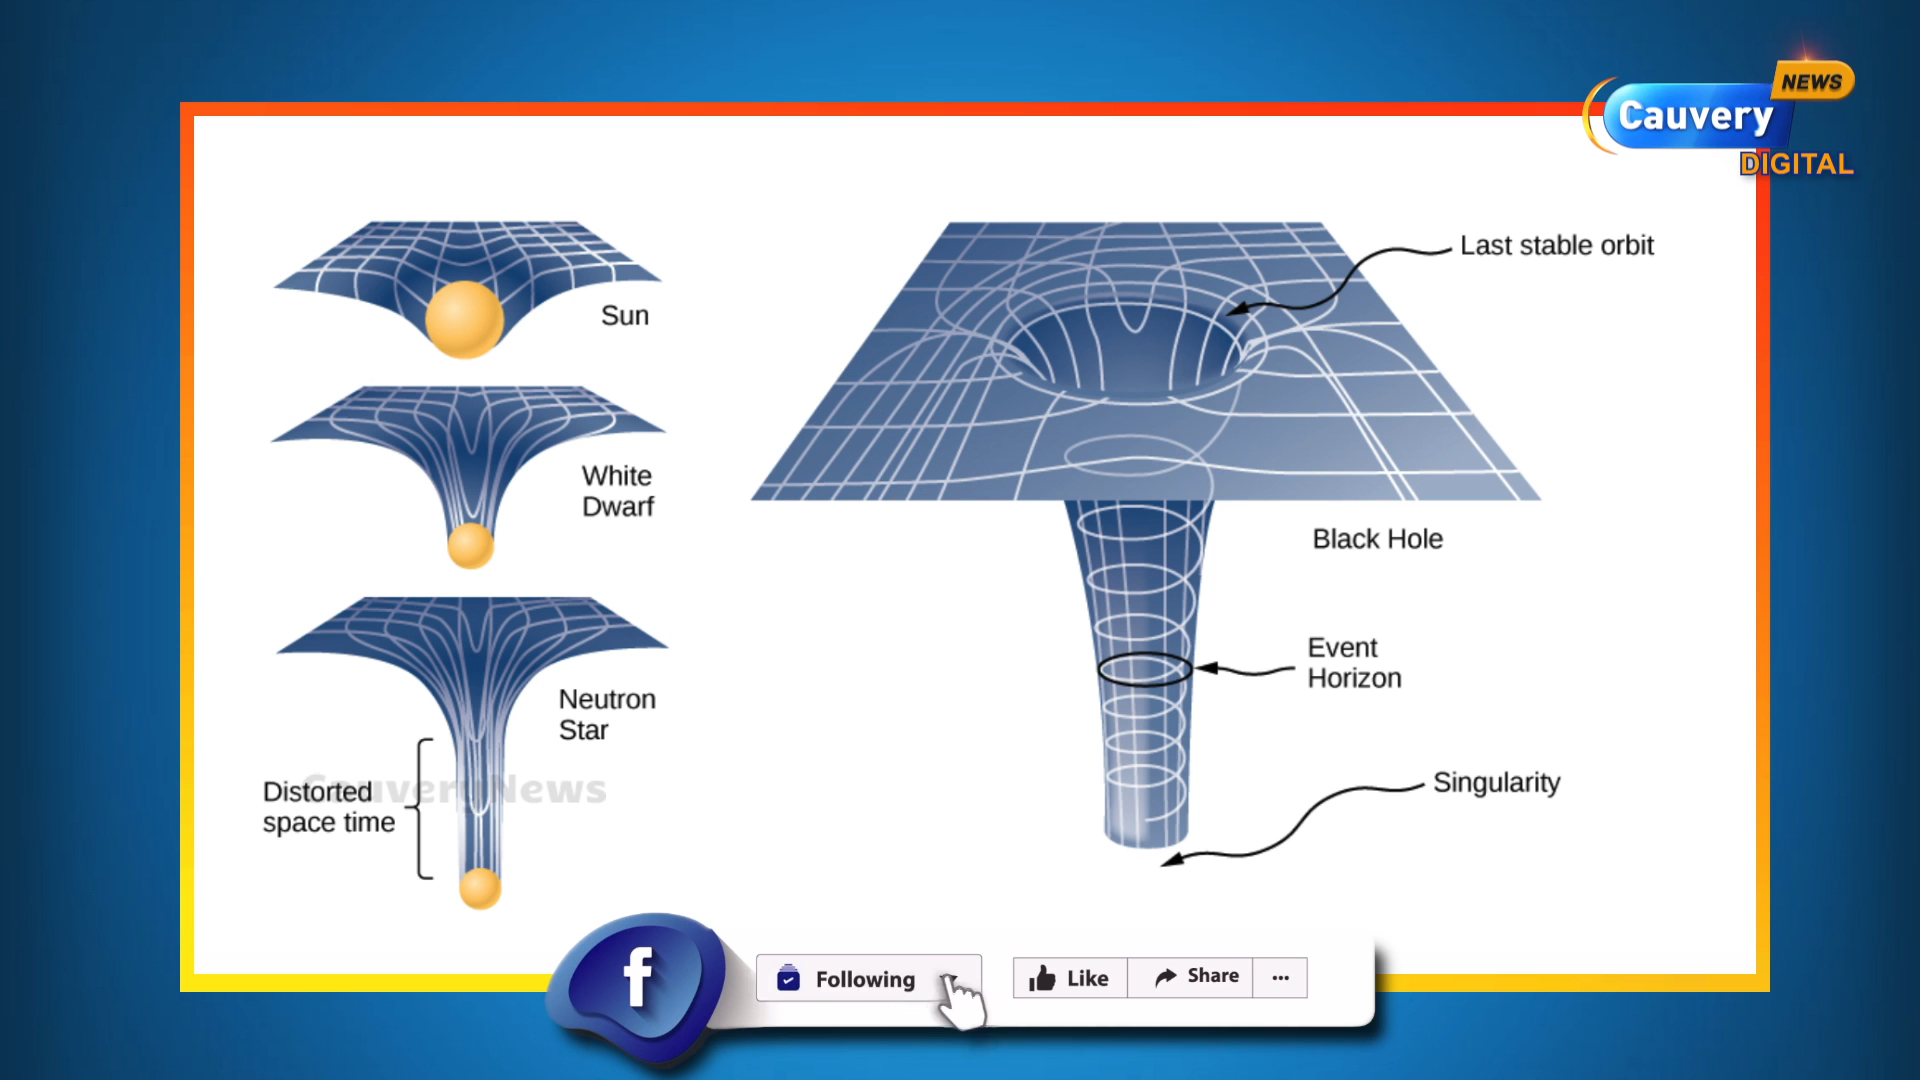 NEWS
Cauvery
DIGITAL
Last stable orbit
Sun
White
Dwarf
Black Hole
Event
Horizon
Neutron
Star
Singularity
Distorted
space time
CauveryNews
f
Following
Like
Share
...